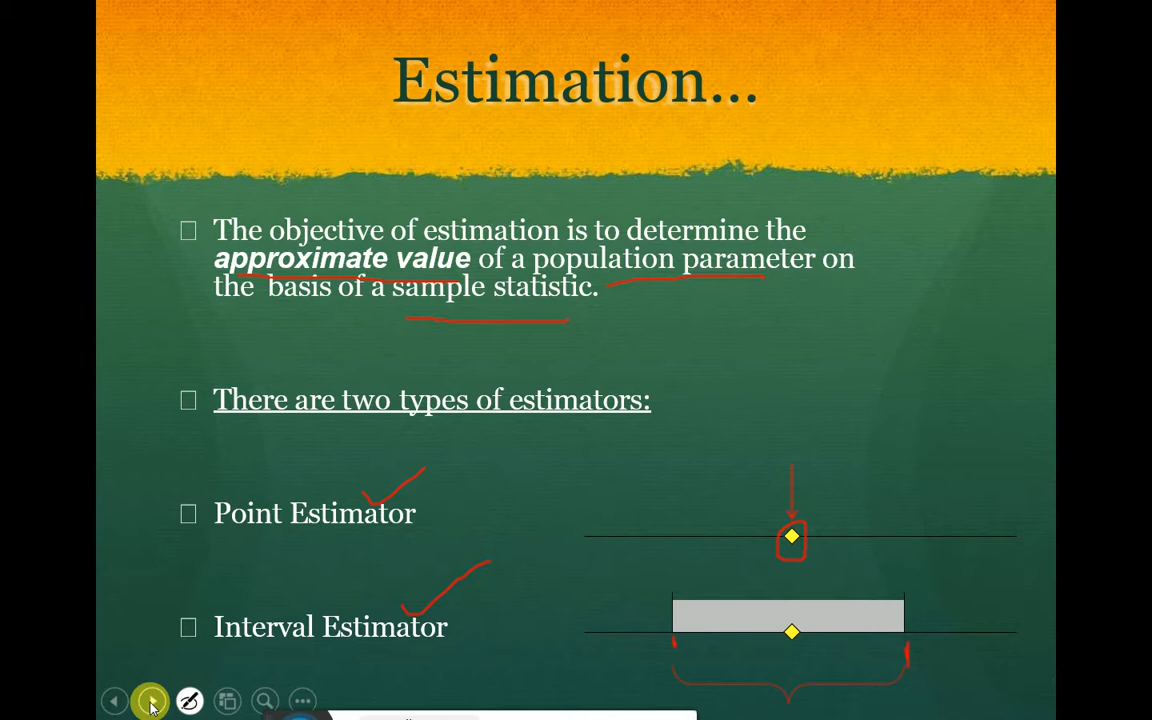 Estimation...
The objective of estimation is to determine the
approximate value of a population parameter on
the basis of a sample statistic.
There are two types of estimators:
Point Estimator
Interval Estimator